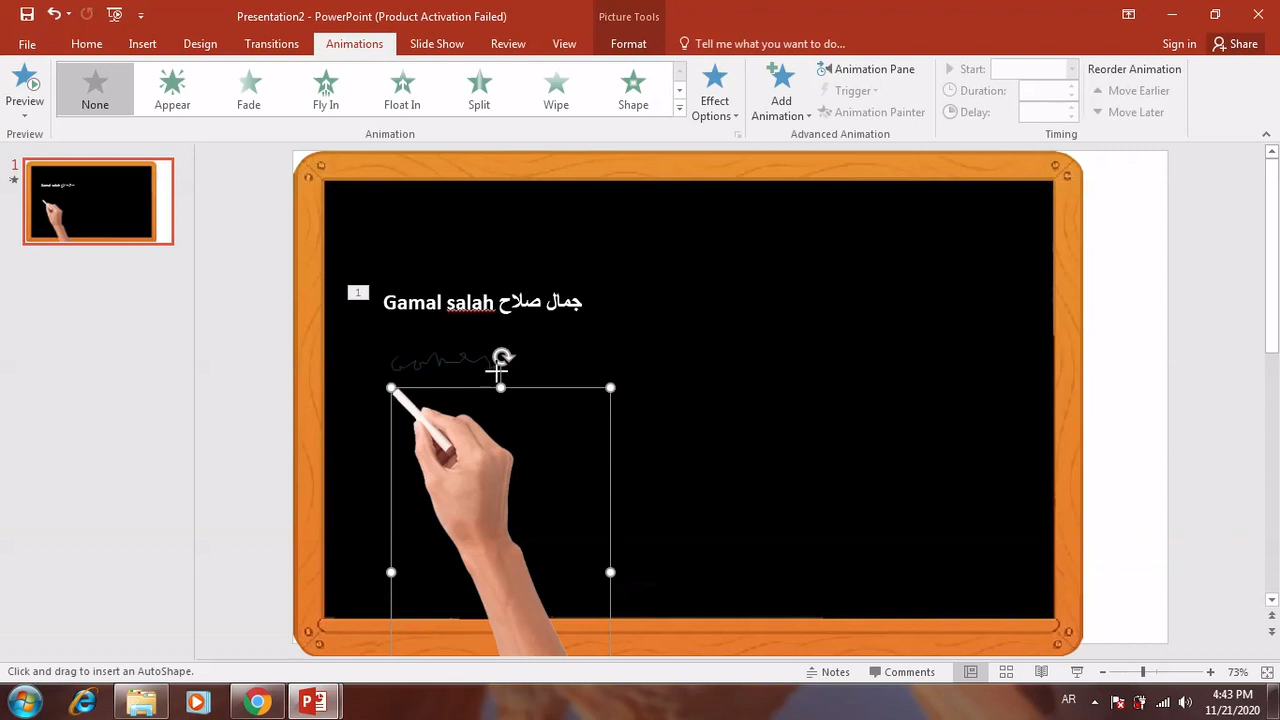 Presentation2 - PowerPoint (Product Activation Failed)
Picture Tools
File
Home
Insert
Design
Transitions
Animations
Slide Show
Review
View
Format
Tell me what you want to do...
Sign in
Share
Preview
None
Appear
Fade
Fly In
Float In
Split
Wipe
Shape
Effect Options
Add Animation
Animation Pane
Trigger
Animation Painter
Start:
Duration:
Delay:
Reorder Animation
Move Earlier
Move Later
Preview
Animation
Advanced Animation
Timing
1
Gamal salah جمال صلاح
1
Gamal salah جمال صلاح
Click and drag to insert an AutoShape.
Notes
Comments
73%
AR
4:43 PM
11/21/2020